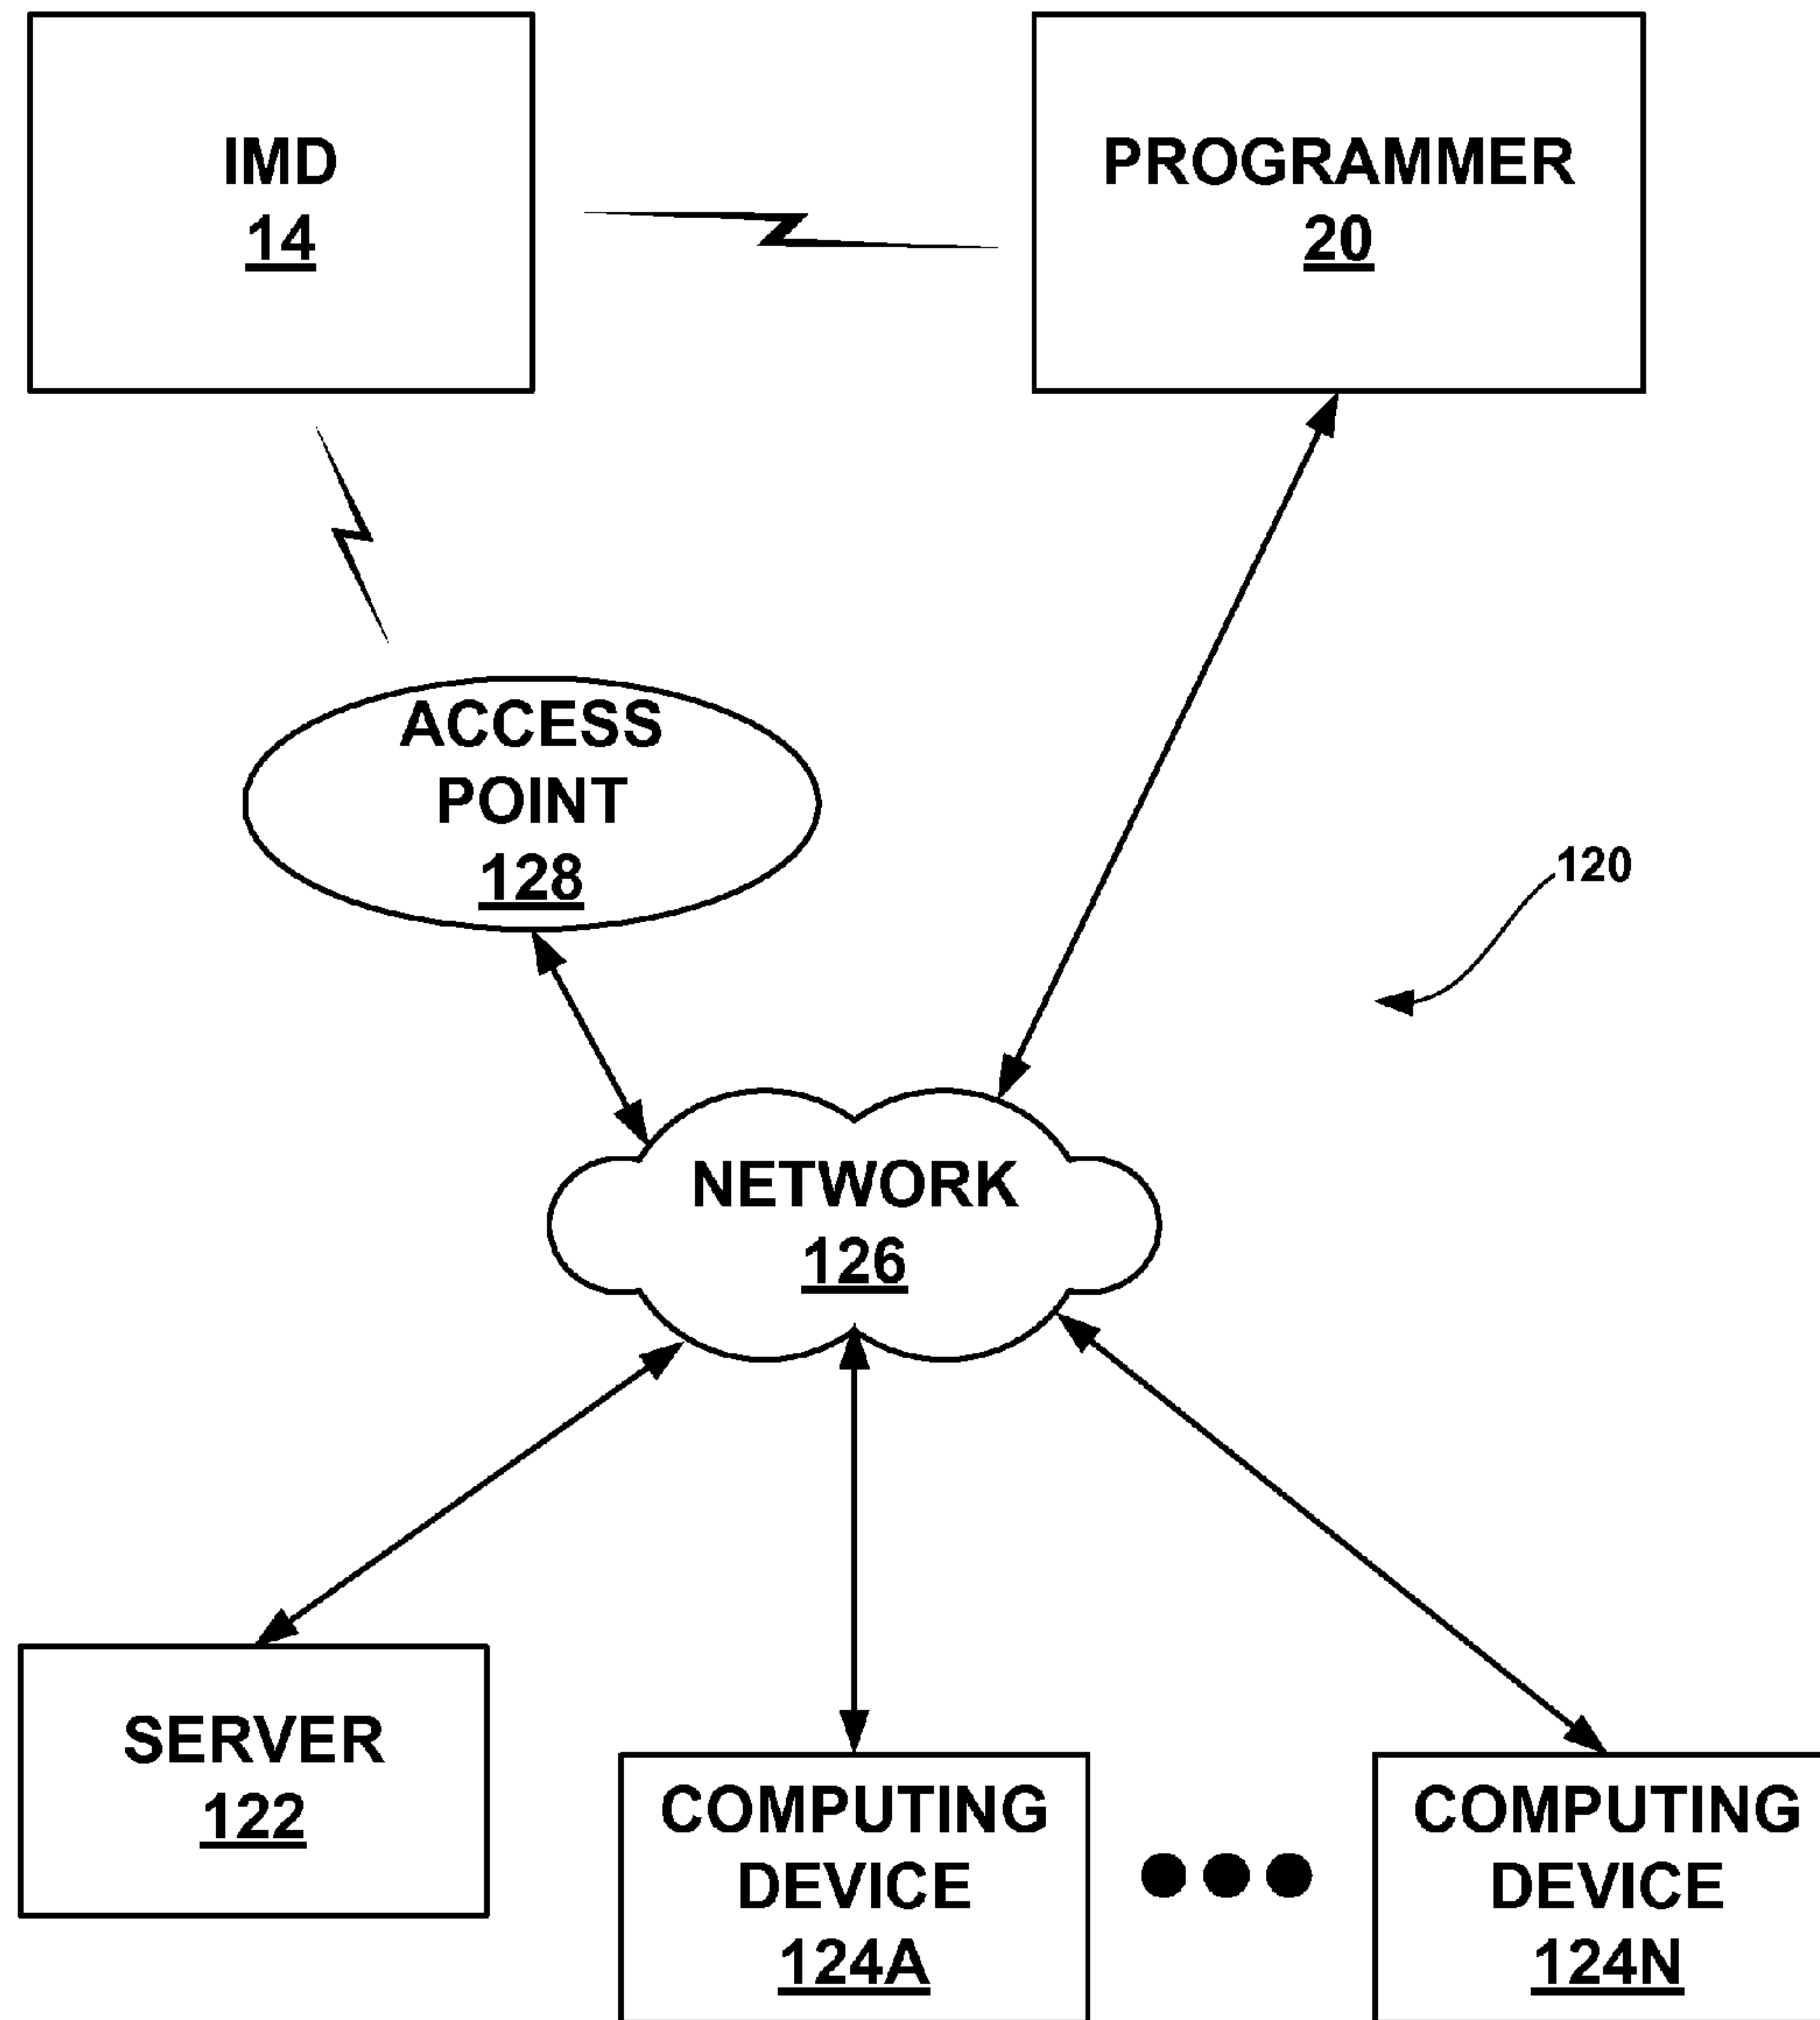 IMD
14
PROGRAMMER
20
ACCESS
POINT
128
120
NETWORK
126
SERVER
122
COMPUTING
DEVICE
124A
COMPUTING
DEVICE
124N